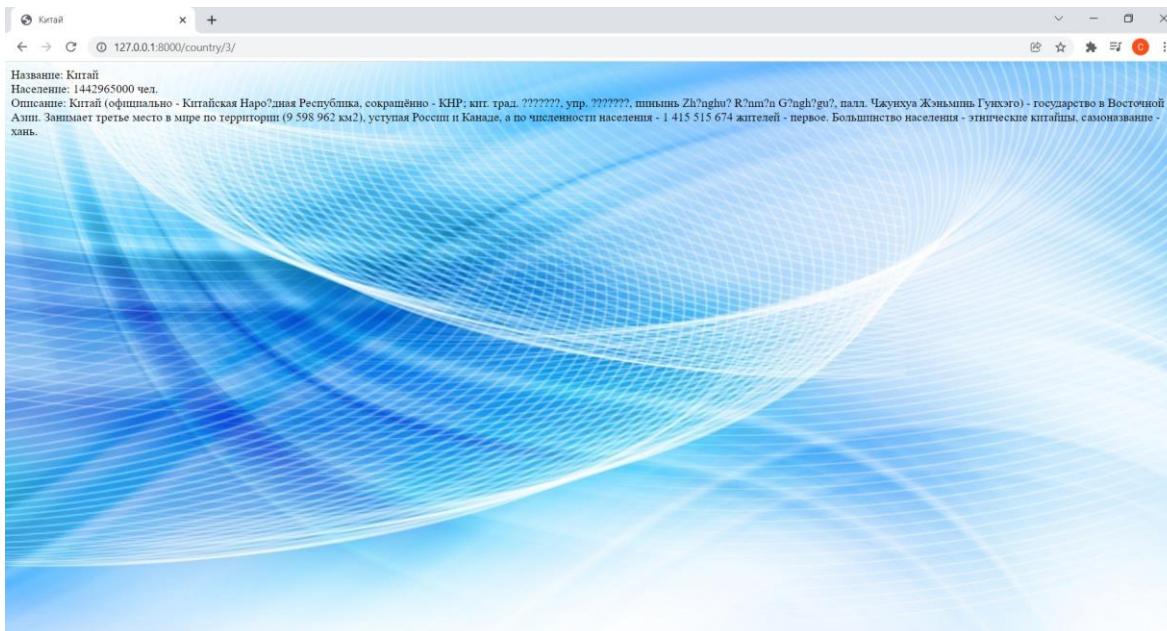 Китай
127.0.0.1:8000/country/3/
C
Название: Китай
Население: 1442965000 чел.
Описание: Китай (официально - Китайская Наро?дная Республика, сокращённо - КНР; кит. трад. ???????, упр. ???????, пиньинь Zh?nghu? R?nm?n G?ngh?gu?, палл. Чжунхуа Жэньминь Гунхэго) - государство в Восточной
Азии. Занимает третье место в мире по территории (9 598 962 км2), уступая России и Канаде, а по численности населения - 1 415 515 674 жителей - первое. Большинство населения - этнические китайцы, самоназвание -
хань.